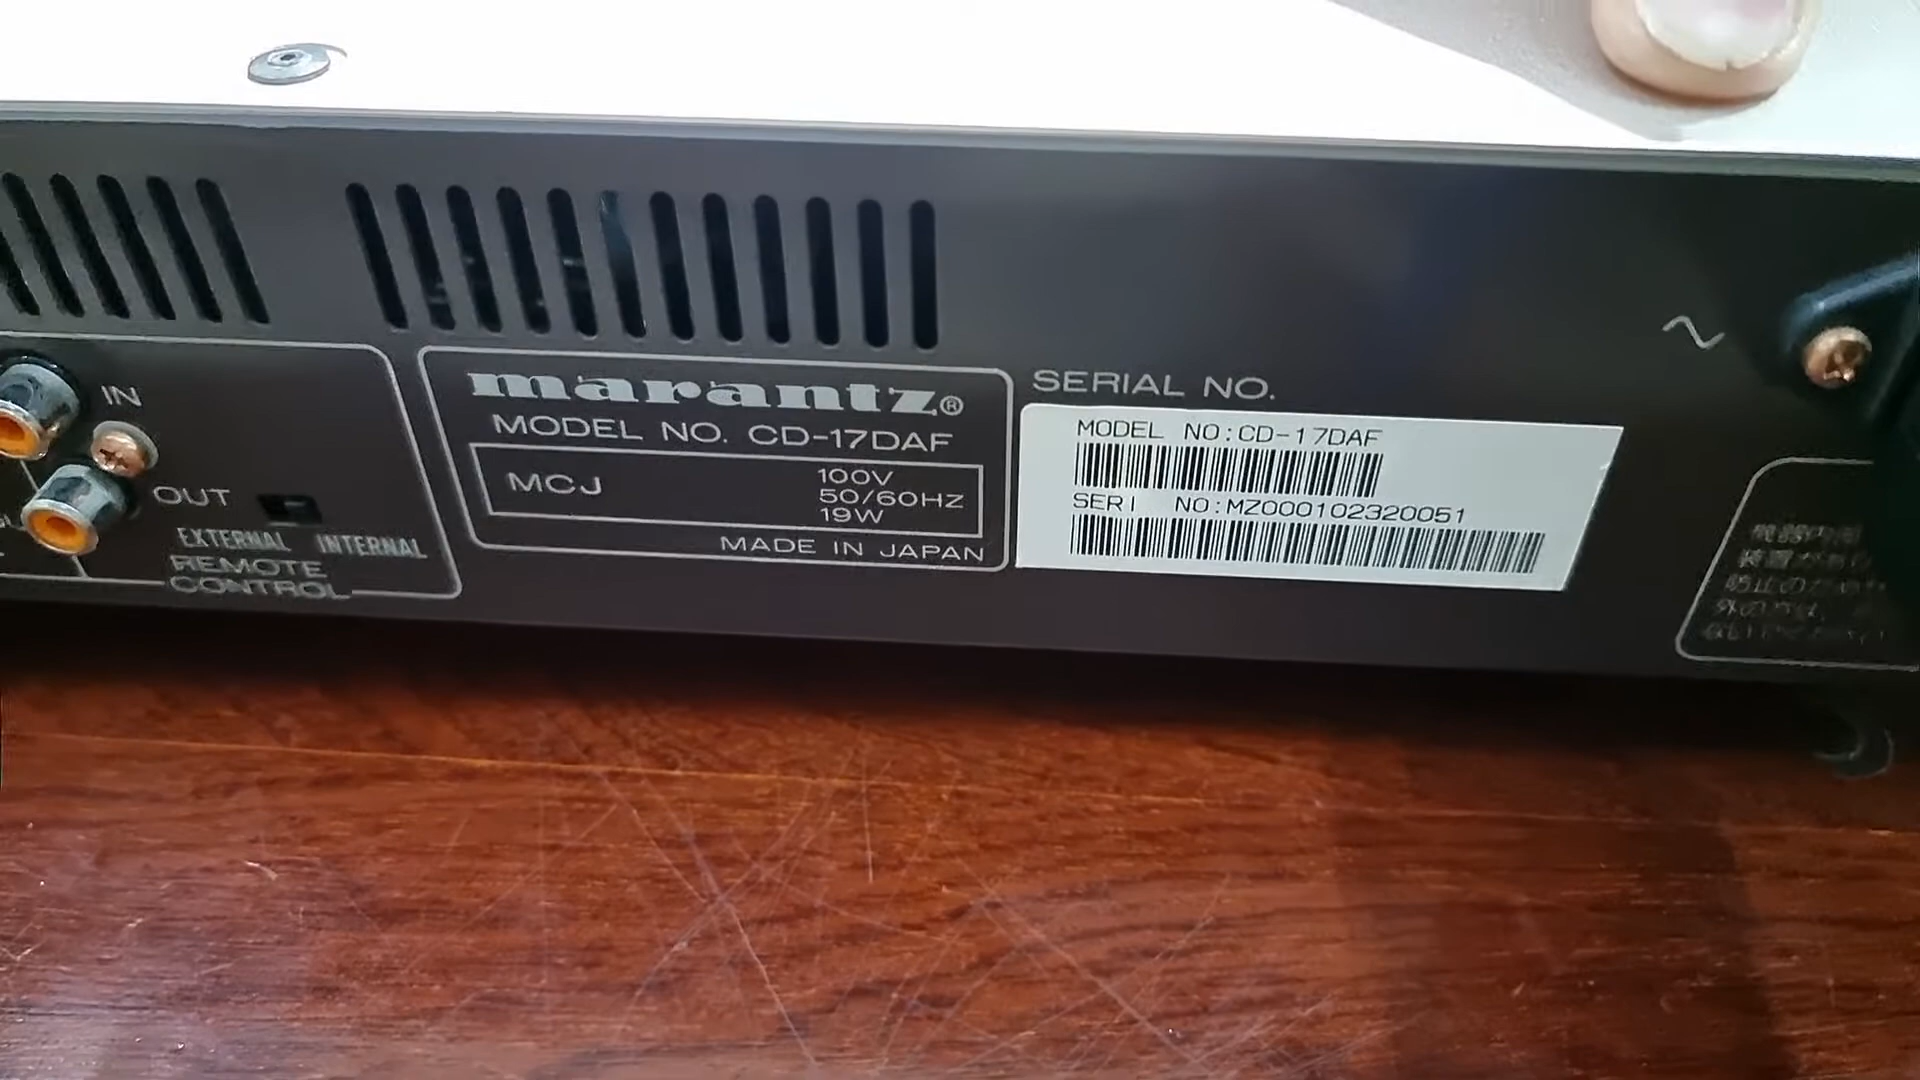 IN
OUT
EXTERNAL INTERNAL
REMOTE
CONTROL
marantz®
MODEL NO. CD-17DAF
MCJ
100V
50/60HZ
19W
MADE IN JAPAN
SERIAL NO.
MODEL NO:CD-17DAF
SERI NO:MZ000102320051